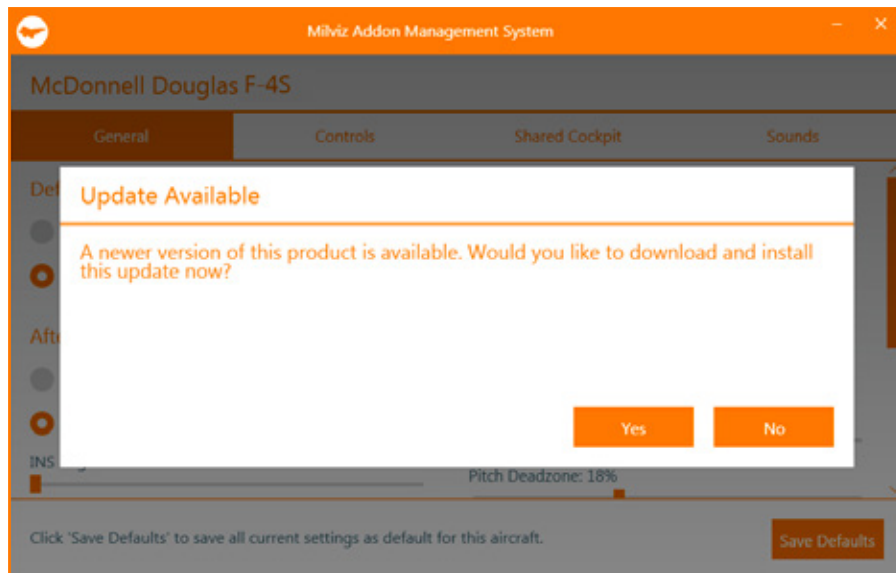 Milviz Addon Management System
McDonnell Douglas F-4S
General Controls Shared Cockpit Sounds
Update Available
A newer version of this product is available. Would you like to download and install
this update now?
Yes No
INS
Pitch Deadzone: 18%
Click 'Save Defaults' to save all current settings as default for this aircraft.
Save Defaults